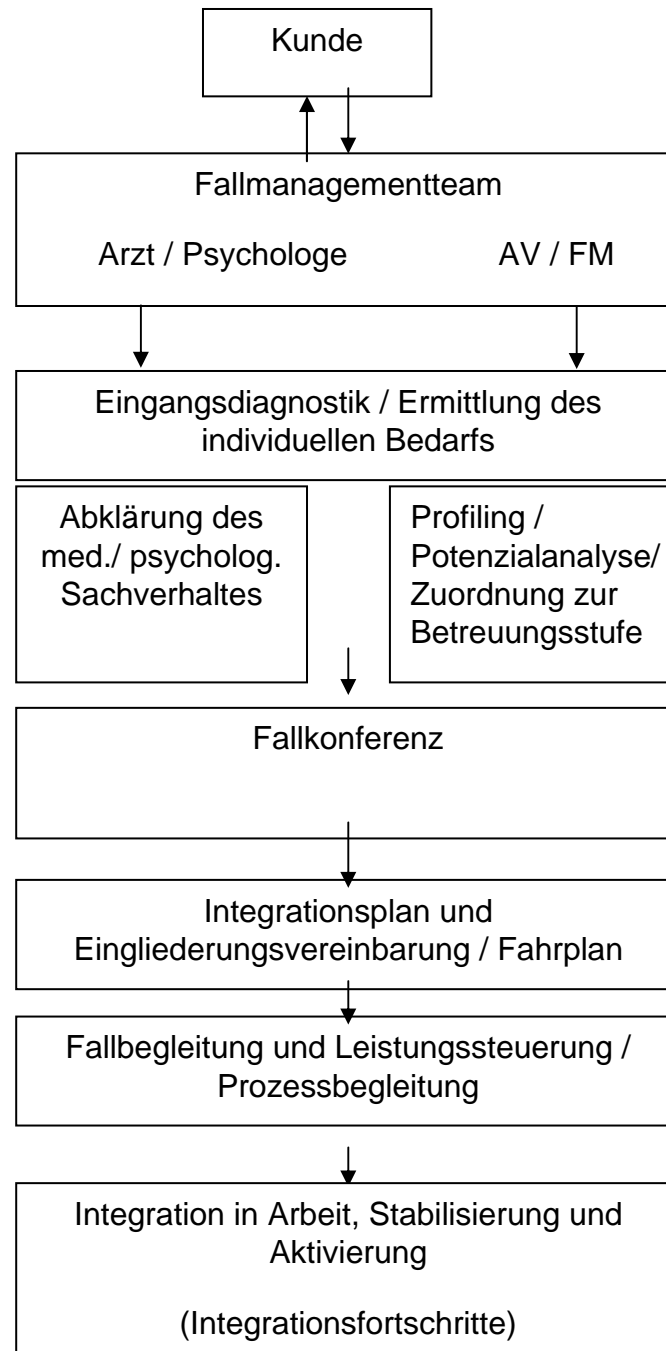 Kunde
Fallmanagementteam
Arzt / Psychologe AV / FM
Eingangsdiagnostik / Ermittlung des
individuellen Bedarfs
Abklärung des
med./ psycholog.
Sachverhaltes
Profiling /
Potenzialanalyse/
Zuordnung zur
Betreuungsstufe
Fallkonferenz
Integrationsplan und
Eingliederungsvereinbarung / Fahrplan
Fallbegleitung und Leistungssteuerung /
Prozessbegleitung
Integration in Arbeit, Stabilisierung und
Aktivierung
(Integrationsfortschritte)